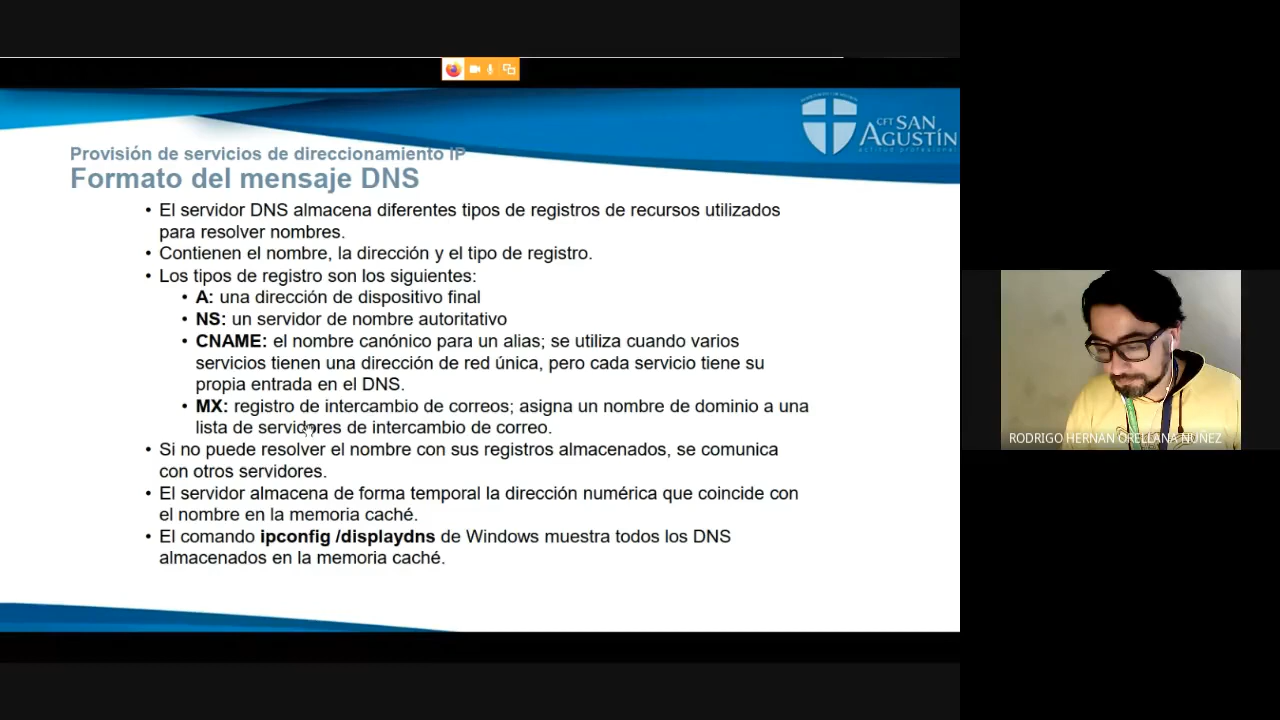 CFT SAN
AGUSTÍN
Provisión de servicios de direccionamiento IP
Formato del mensaje DNS
• El servidor DNS almacena diferentes tipos de registros de recursos utilizados
para resolver nombres.
• Contienen el nombre, la dirección y el tipo de registro.
• Los tipos de registro son los siguientes:
• A: una dirección de dispositivo final
• NS: un servidor de nombre autoritativo
• CNAME: el nombre canónico para un alias; se utiliza cuando varios
servicios tienen una dirección de red única, pero cada servicio tiene su
propia entrada en el DNS.
• MX: registro de intercambio de correos; asigna un nombre de dominio a una
lista de servidores de intercambio de correo.
• Si no puede resolver el nombre con sus registros almacenados, se comunica
con otros servidores.
• El servidor almacena de forma temporal la dirección numérica que coincide con
el nombre en la memoria caché.
• El comando ipconfig /displaydns de Windows muestra todos los DNS
almacenados en la memoria caché.
RODRIGO HERNAN ORELLANA NUÑEZ